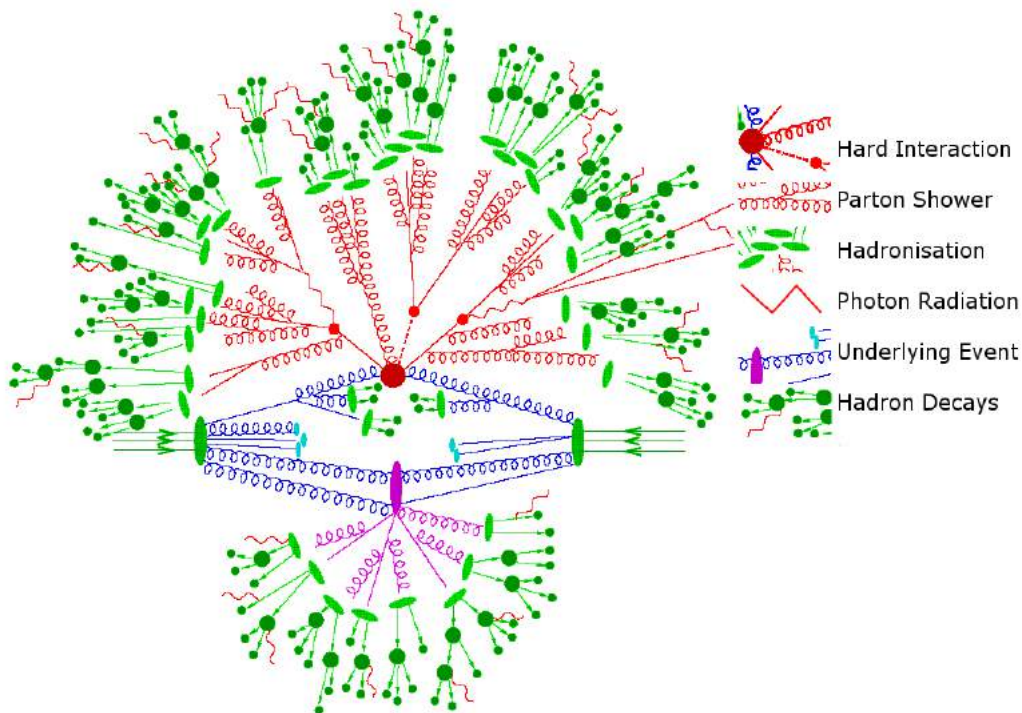 Hard Interaction
Parton Shower
Hadronisation
Photon Radiation
Underlying Event
Hadron Decays